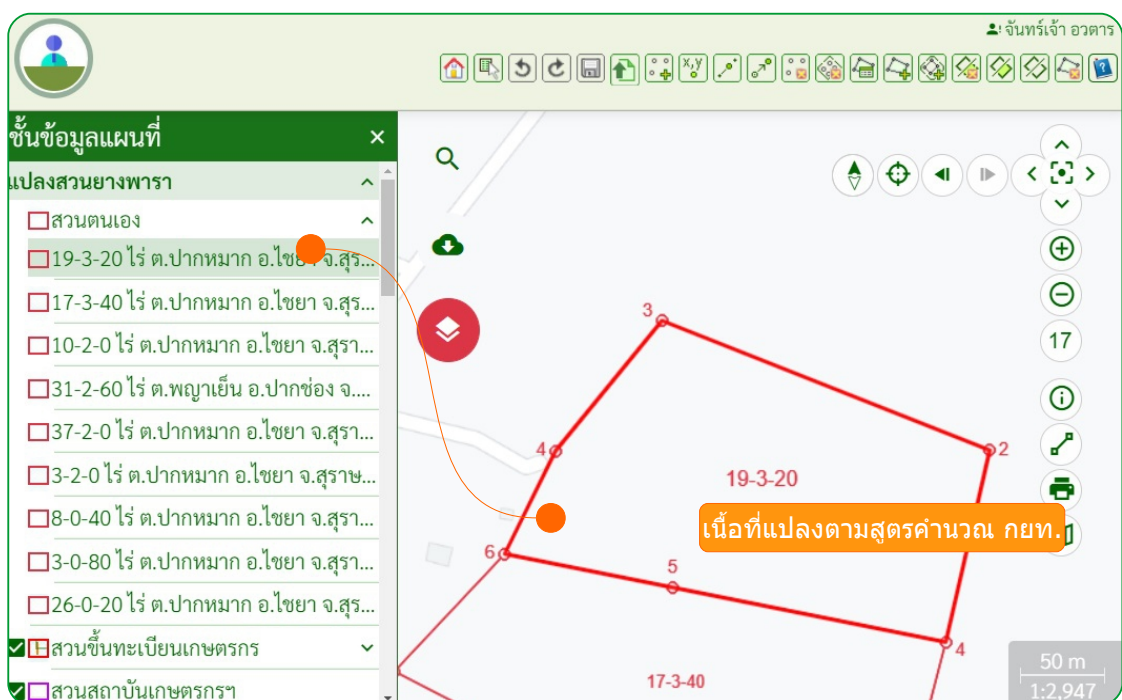 จันทร์เจ้า อวตาร
X,Y
ชั้นข้อมูลแผนที่
แปลงสวนยางพารา
สวนตนเอง
19-3-20 ไร่ ต.ปากหมาก อ.ไชยา จ.สุร...
17-3-40 ไร่ ต.ปากหมาก อ.ไชยา จ.สุร...
10-2-0 ไร่ ต.ปากหมาก อ.ไชยา จ.สุรา...
31-2-60 ไร่ ต.พญาเย็น อ.ปากช่อง จ....
37-2-0 ไร่ ต.ปากหมาก อ.ไชยา จ.สุรา...
3-2-0 ไร่ ต.ปากหมาก อ.ไชยา จ.สุราษ...
8-0-40 ไร่ ต.ปากหมาก อ.ไชยา จ.สุรา...
3-0-80 ไร่ ต.ปากหมาก อ.ไชยา จ.สุรา...
26-0-20 ไร่ ต.ปากหมาก อ.ไชยา จ.สุร...
สวนขึ้นทะเบียนเกษตรกร
สวนสถาบันเกษตรกรฯ
17
3
4
2
19-3-20
เนื้อที่แปลงตามสูตรคำนวณ กยท.
6
5
4
17-3-40
50 m
1:2,947